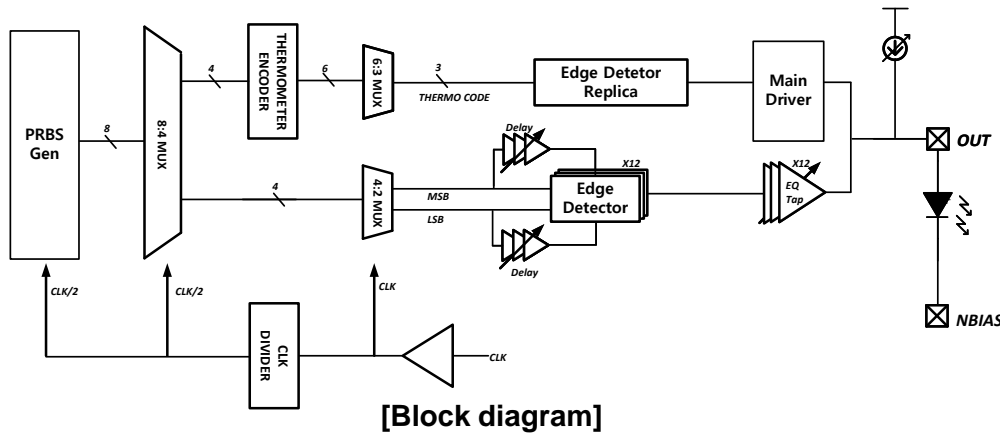 PRBS
Gen
8
8:4 MUX
4
THERMOMETER
ENCODER
6
6:3 MUX
3
THERMO CODE
Edge Detetor
Replica
Main
Driver
OUT
4
4:2 MUX
MSB
LSB
Delay
Delay
X12
Edge
Detector
X12
EQ
Tap
NBIAS
CLK/2
CLK/2
CLK
CLK
DIVIDER
CLK
[Block diagram]